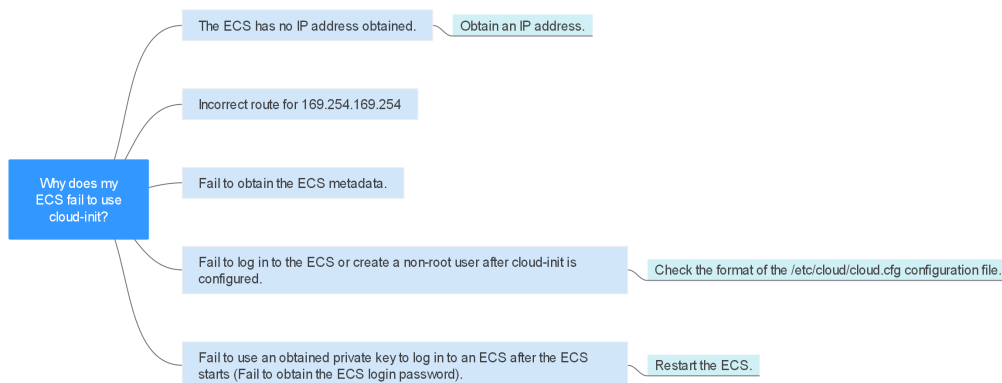 The ECS has no IP address obtained.
Obtain an IP address.
Incorrect route for 169.254.169.254
Why does my
ECS fail to use
cloud-init?
Fail to obtain the ECS metadata.
Fail to log in to the ECS or create a non-root user after cloud-init is
configured.
Check the format of the /etc/cloud/cloud.cfg configuration file.
Fail to use an obtained private key to log in to an ECS after the ECS
starts (Fail to obtain the ECS login password).
Restart the ECS.